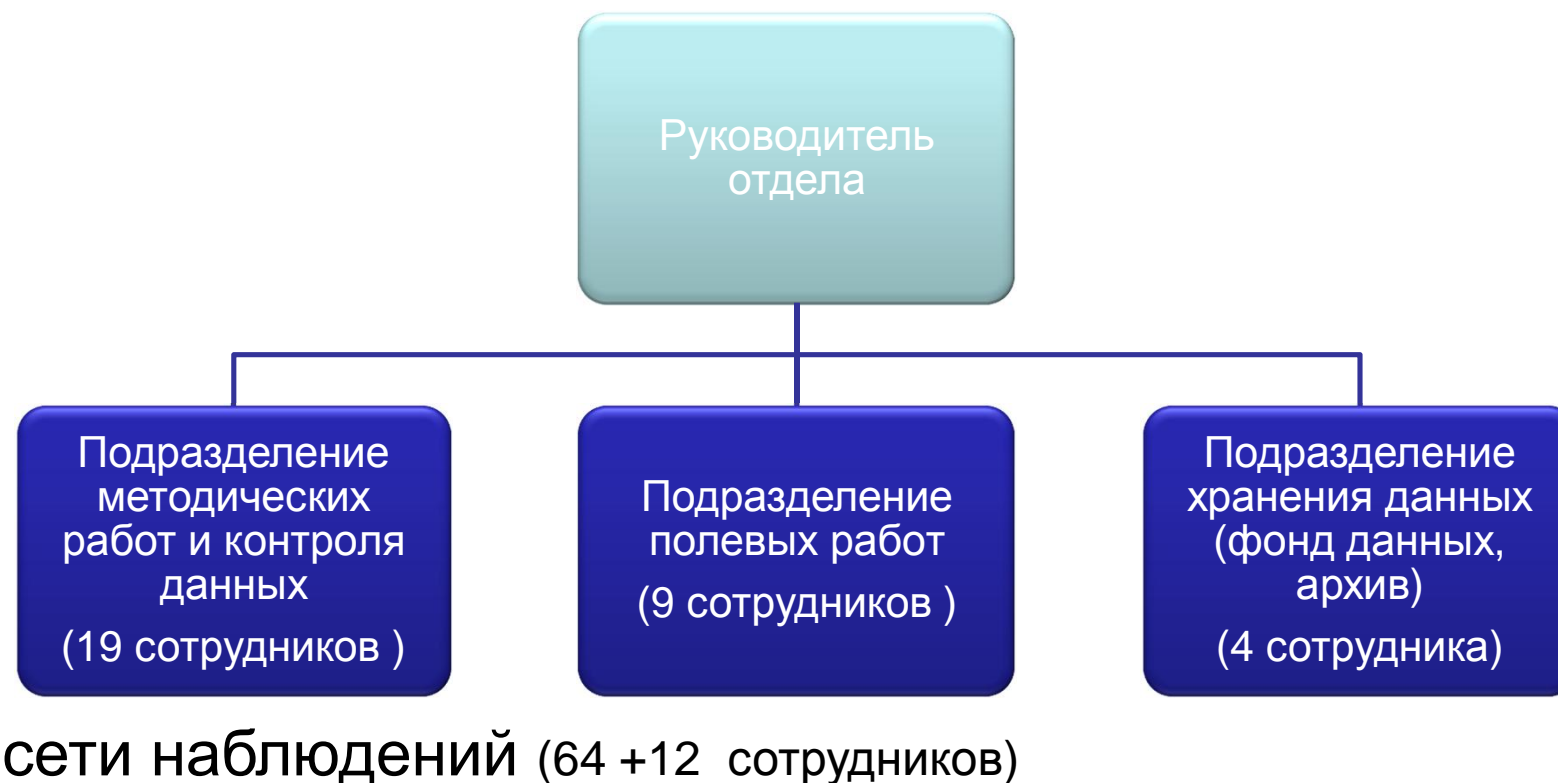 Руководитель
отдела
Подразделение
методических
работ и контроля
данных
(19 сотрудников )
Подразделение
полевых работ
(9 сотрудников )
Подразделение
хранения данных
(фонд данных,
архив)
(4 сотрудника)
сети наблюдений (64 +12 сотрудников)